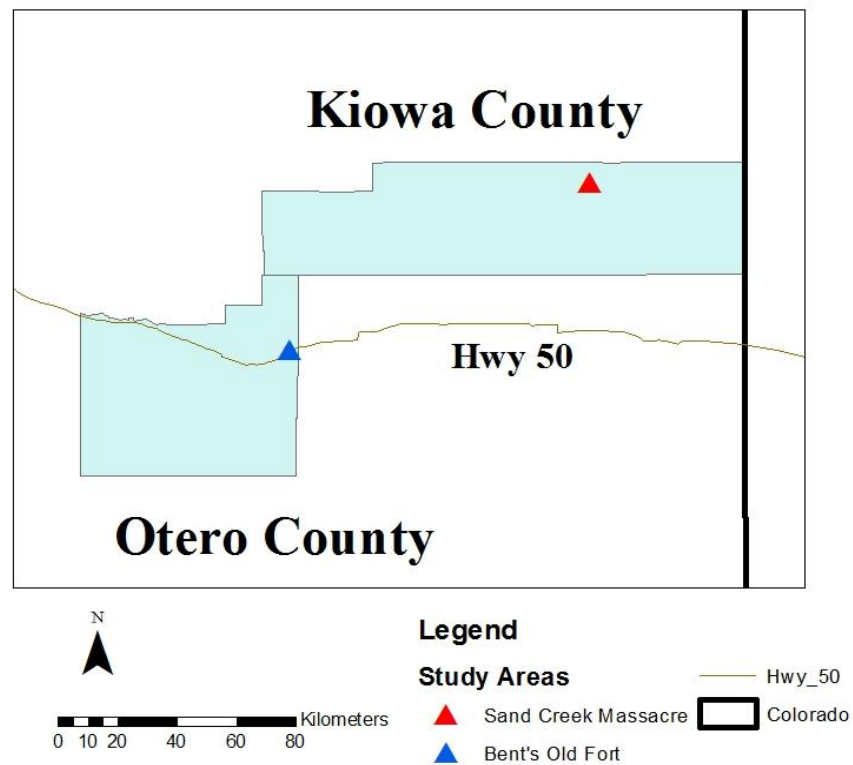 Kiowa County
Hwy 50
Otero County
N
Kilometers
0 10 20 40 60 80
Legend
Study Areas
Sand Creek Massacre
Bent's Old Fort
Hwy_50
Colorado